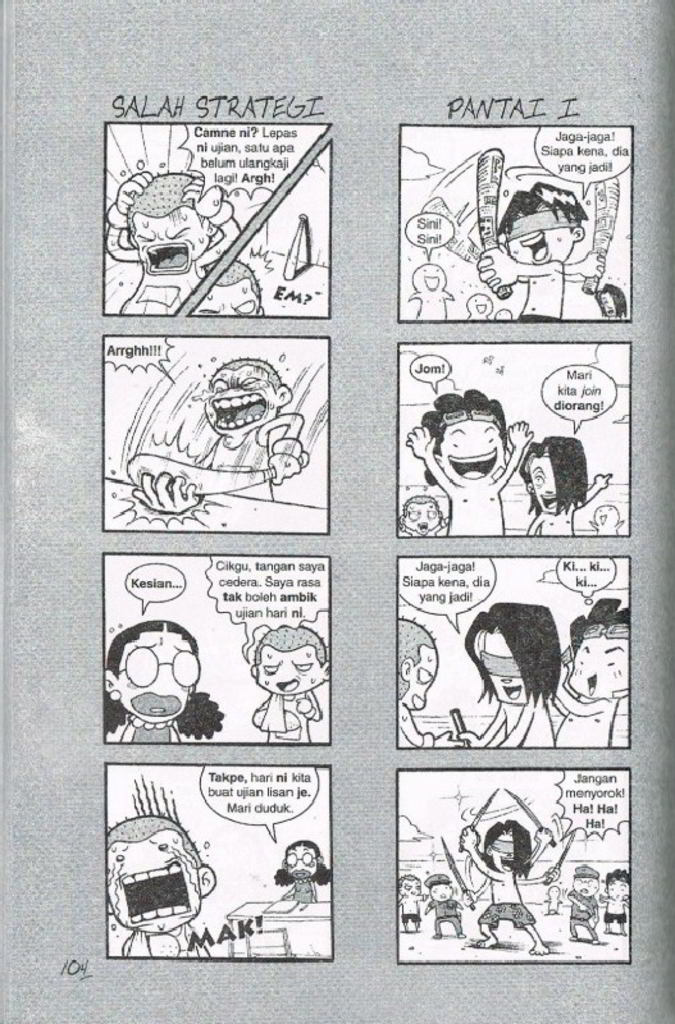 SALAH STRATEGI
Camne ni? Lepas
ni ujian, satu apa
belum ulangkaji
lagi! Argh!
EM?
Arrghh!!!
Kesian...
Cikgu, tangan saya
cedera. Saya rasa
tak boleh ambik
ujian hari ni.
Takpe, hari ni kita
buat ujian lisan je.
Mari duduk.
MAK!
PANTAI I
Jaga-jaga!
Siapa kena, dia
yang jadi!
Sini!
Sini!
Jom!
Mari
kita join
diorang!
Jaga-jaga!
Siapa kena, dia
yang jadi!
Ki... ki...
ki...
Jangan
menyorok!
Ha! Ha!
Ha!
104